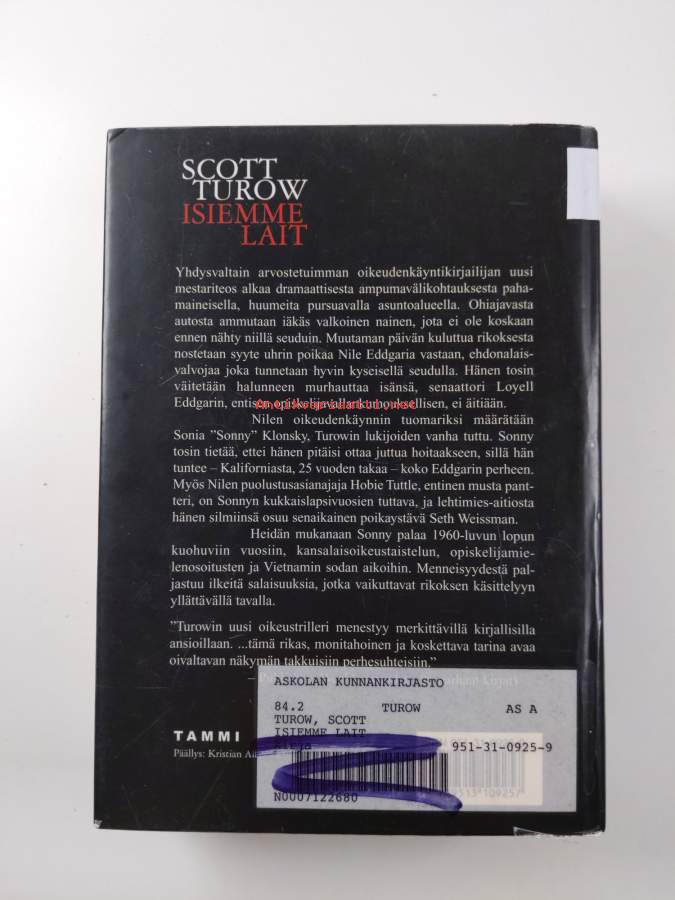 SCOTT
TUROW
ISIEMME
LAIT
Yhdysvaltain arvostetuimman oikeudenkäyntikirjailijan uusi
mestariteos alkaa dramaattisesta ampumavälikohtauksesta paha-
maineisella, huumeita pursuavalla asuntoalueella. Ohiajavasta
autosta ammutaan iäkäs valkoinen nainen, jota ei ole koskaan
ennen nähty niillä seuduin. Muutaman päivän kuluttua rikoksesta
nostetaan syyte uhrin poikaa Nile Eddgaria vastaan, ehdonalais-
valvojaa joka tunnetaan hyvin kyseisellä seudulla. Hänen tosin
väitetään halunneen murhauttaa isänsä, senaattori Loyell
Eddgarin, entisen opiskelijavallankumouksellisen, ei äitiään.
Antikvariaatti.net
Nilen oikeudenkäynnin tuomariksi määrätään
Sonia "Sonny" Klonsky, Turowin lukijoiden vanha tuttu. Sonny
tosin tietää, ettei hänen pitäisi ottaa juttua hoitaakseen, sillä hän
tuntee – Kaliforniasta, 25 vuoden takaa – koko Eddgarin perheen.
Myös Nilen puolustusasianajaja Hobie Tuttle, entinen musta pant-
teri, on Sonnyn kukkaislapsivuosien tuttava, ja lehtimies-aitiosta
hänen silmiinsä osuu senaikainen poikaystävä Seth Weissman.
Heidän mukanaan Sonny palaa 1960-luvun lopun
kuohuviin vuosiin, kansalaisoikeustaistelun, opiskelijamie-
lenosoitusten ja Vietnamin sodan aikoihin. Menneisyydestä pal-
jastuu ilkeitä salaisuuksia, jotka vaikuttavat rikoksen käsittelyyn
yllättävällä tavalla.
"Turowin uusi oikeustrilleri menestyy merkittävillä kirjallisilla
ansioillaan. ...tämä rikas, monitahoinen ja koskettava tarina avaa
oivaltavan näkymän takkuisiin perhesuhteisiin."
ASKOLAN KUNNANKIRJASTO
84.2 TUROW AS A
TUROW, SCOTT
ISIEMME LAIT
951-31-0925-9
N0007122680
TAMMI
Päällys: Kristian